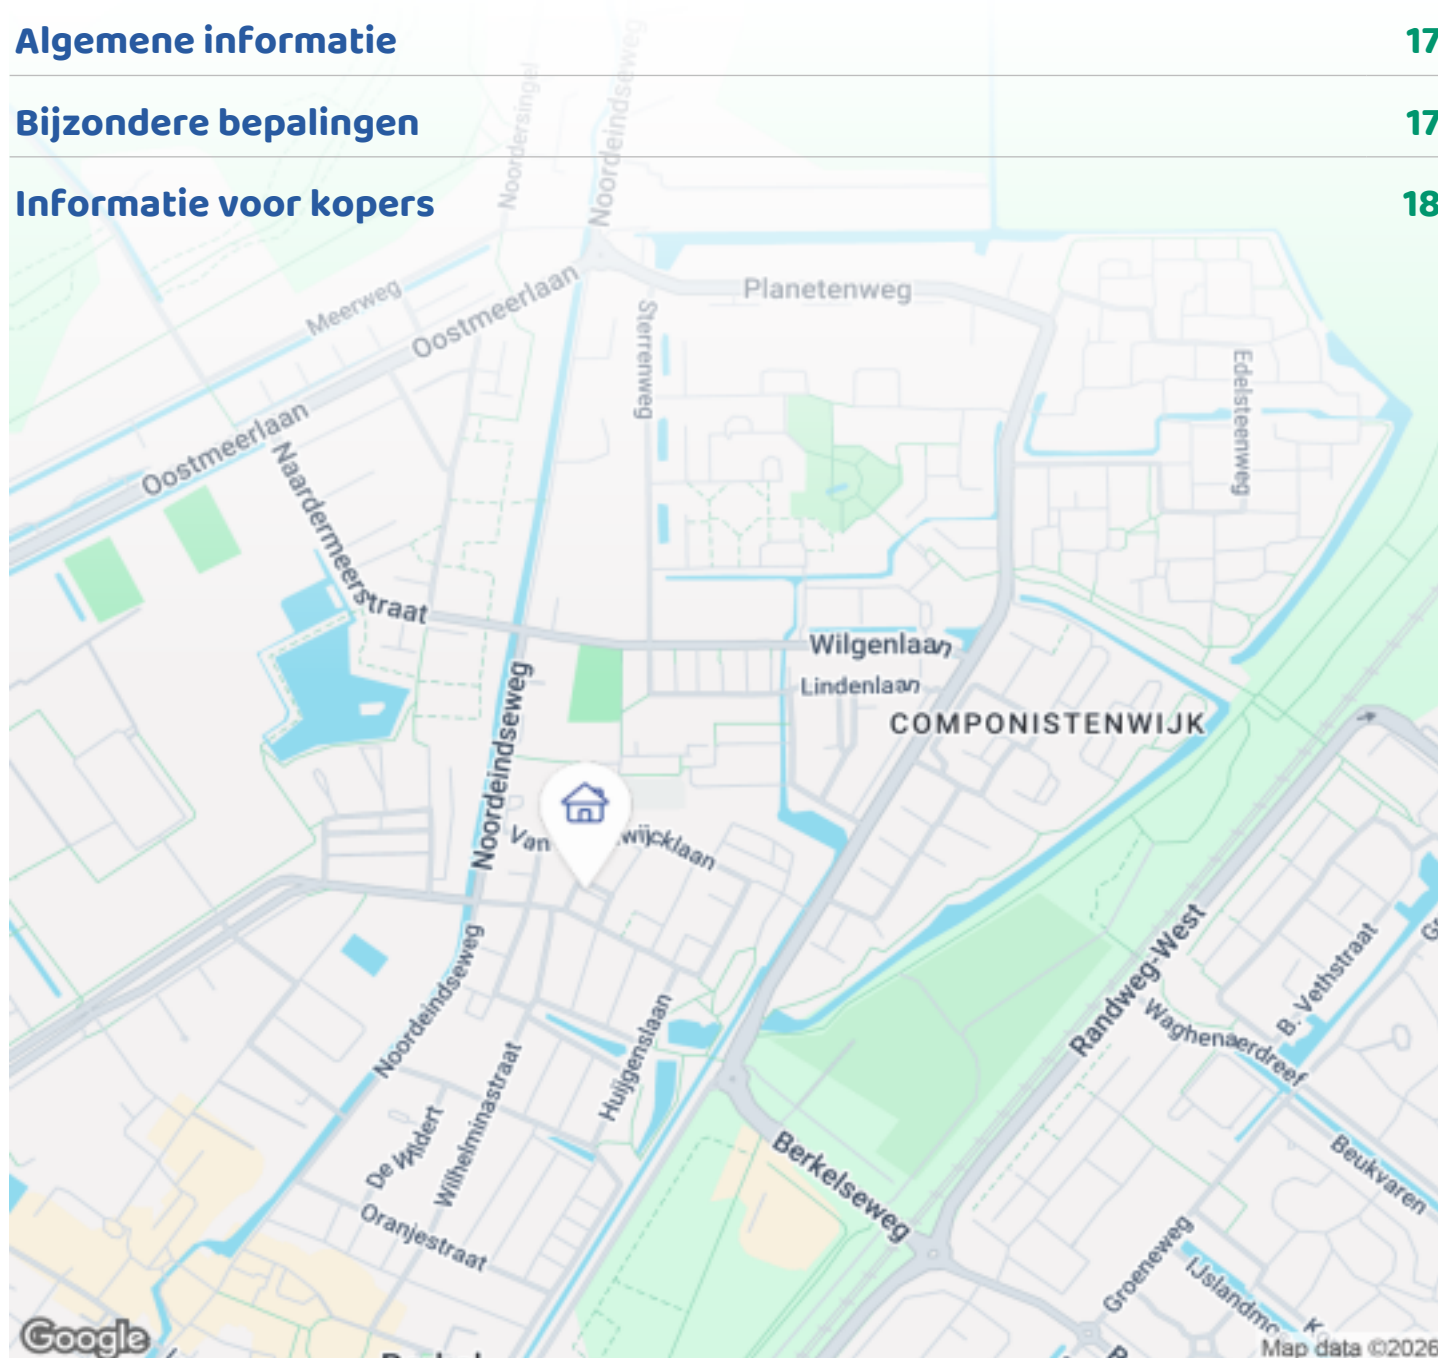 Algemene informatie 17
Bijzondere bepalingen 17
Informatie voor kopers 18
Noordersingel
Noordeindseweg
Meerweg
Oostmeerlaan
Planetenweg
Sterrenweg
Edelsteenweg
Oostmeerlaan
Naardermeerstraat
Wilgenlaan
Lindenlaan
COMPONISTENWIJK
Noordeindseweg
Van
wijcklaan
Noordeindseweg
Randweg-West
B. Vethstraat
Waghenaerdreef
Huijgenslaan
De Widert
Wilhelminastraat
Berkelseweg
Beukvaren
Oranjestraat
Groeneweg
IJslandmo
Google
Map data ©2026